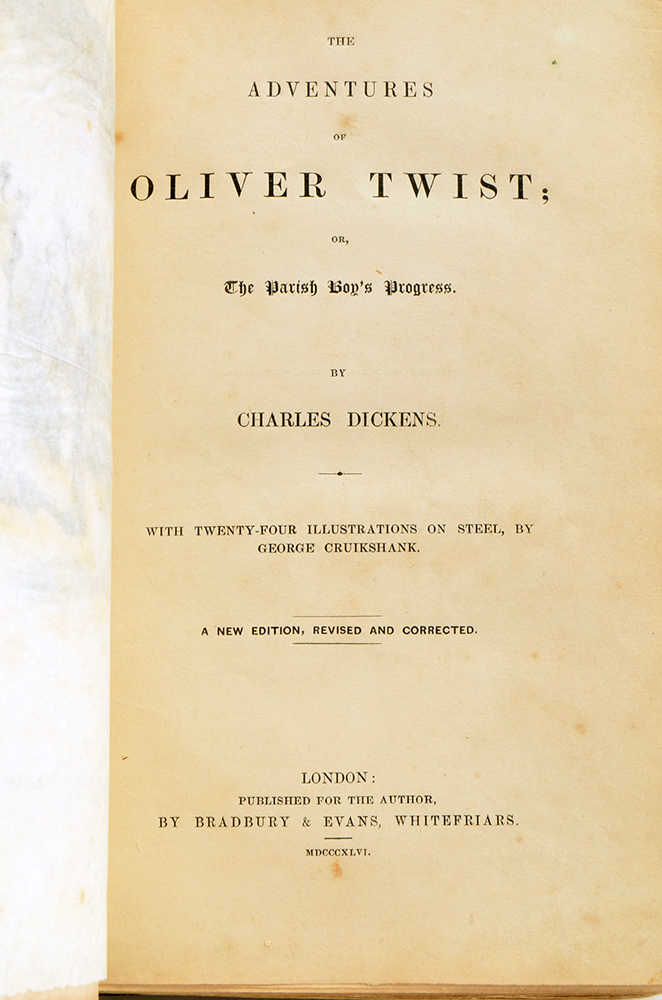 THE
ADVENTURES
OF
OLIVER TWIST;
OR,
The Parish Boy's Progress.
BY
CHARLES DICKENS.
WITH TWENTY-FOUR ILLUSTRATIONS ON STEEL, BY
GEORGE CRUIKSHANK.
A NEW EDITION, REVISED AND CORRECTED.
LONDON:
PUBLISHED FOR THE AUTHOR,
BY BRADBURY & EVANS, WHITEFRIARS.
MDCCCXLVI.